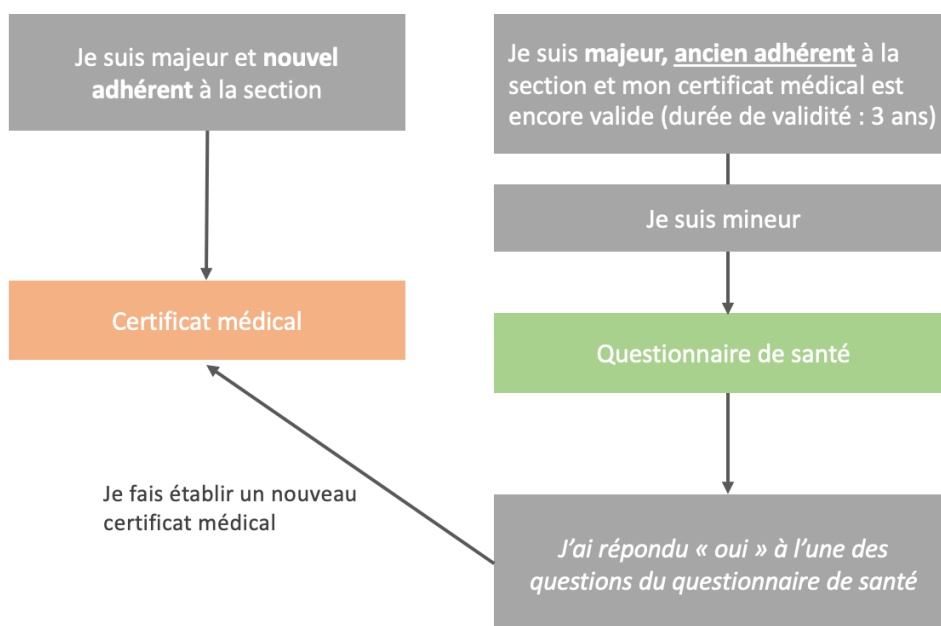 Je suis majeur et nouvel
adhérent à la section
Je suis majeur, ancien adhérent à la
section et mon certificat médical est
encore valide (durée de validité : 3 ans)
Je suis mineur
Certificat médical
Questionnaire de santé
Je fais établir un nouveau
certificat médical
J’ai répondu « oui » à l’une des
questions du questionnaire de santé